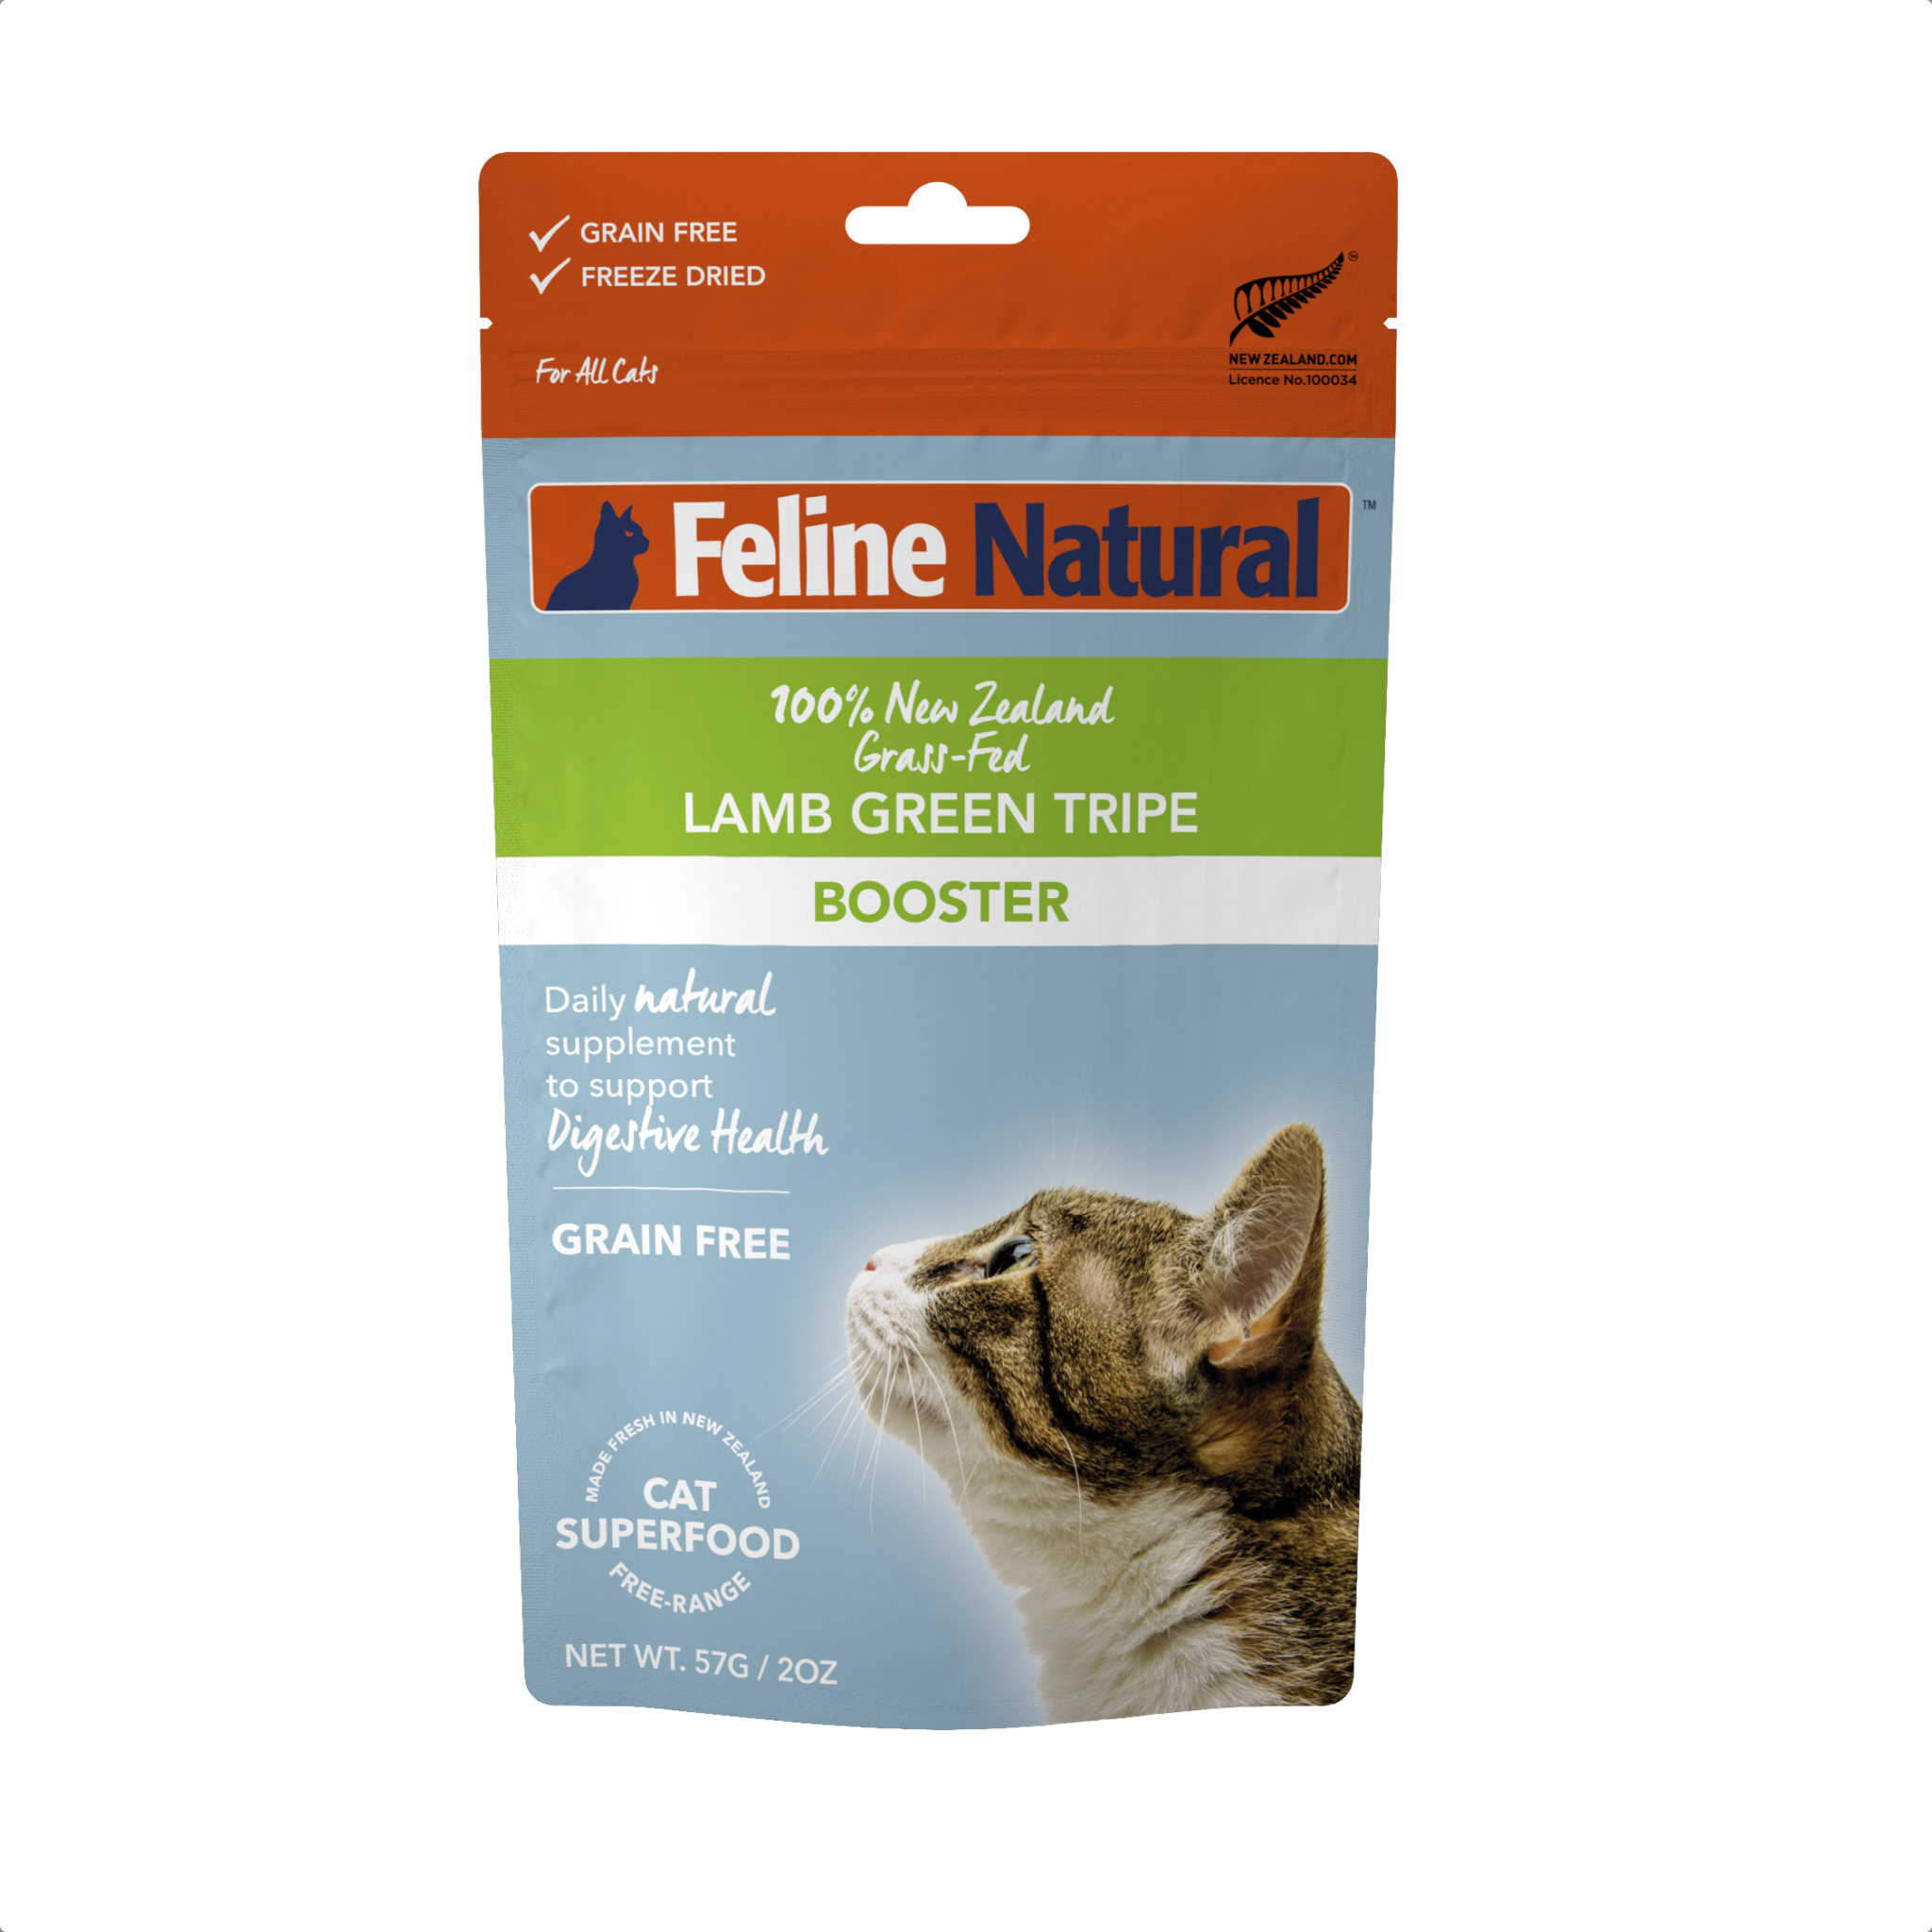 GRAIN FREE
FREEZE DRIED
For All Cats
NEW ZEALAND.COM
Licence No.100034
Feline Natural™
100% New Zealand
Grass-Fed
LAMB GREEN TRIPE
BOOSTER
Daily natural
supplement
to support
Digestive Health
GRAIN FREE
MADE FRESH IN NEW ZEALAND
CAT
SUPERFOOD
FREE-RANGE
NET WT. 57G / 2OZ